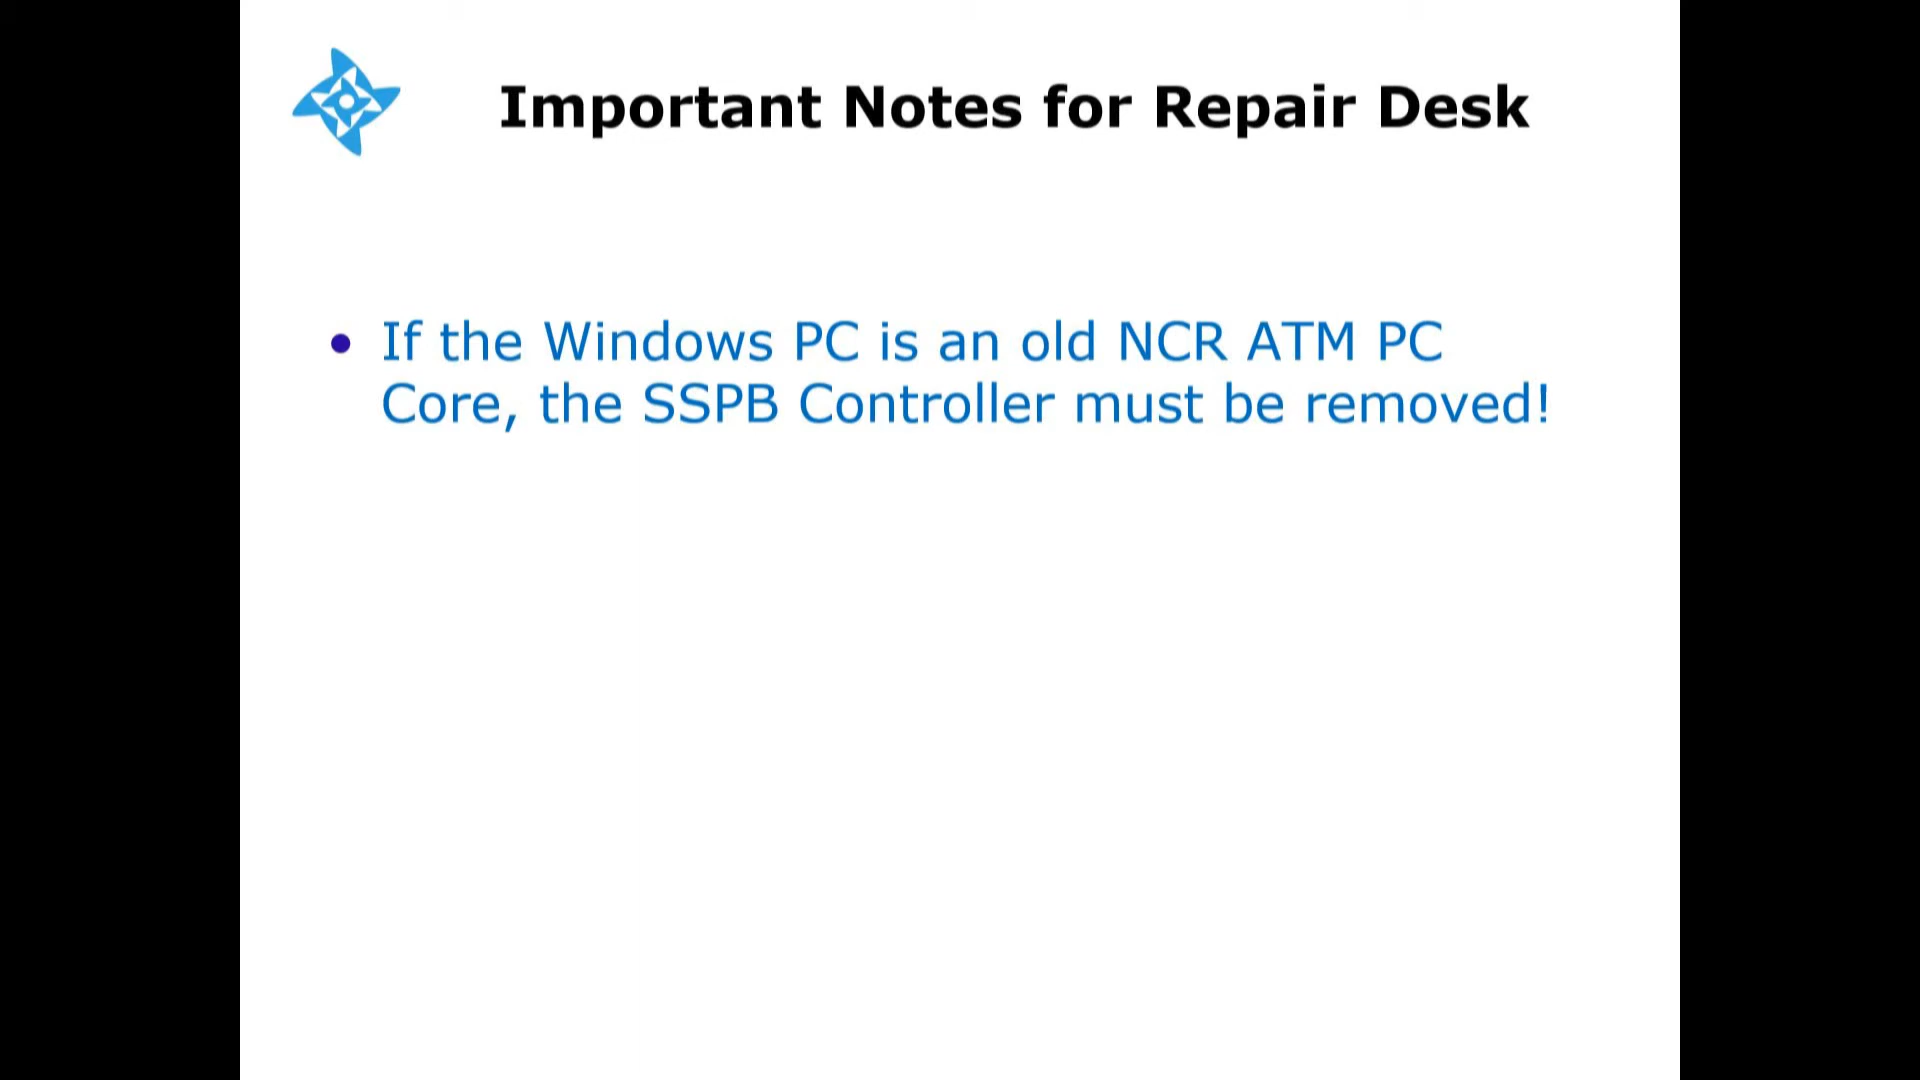 Important Notes for Repair Desk
• If the Windows PC is an old NCR ATM PC
Core, the SSPB Controller must be removed!